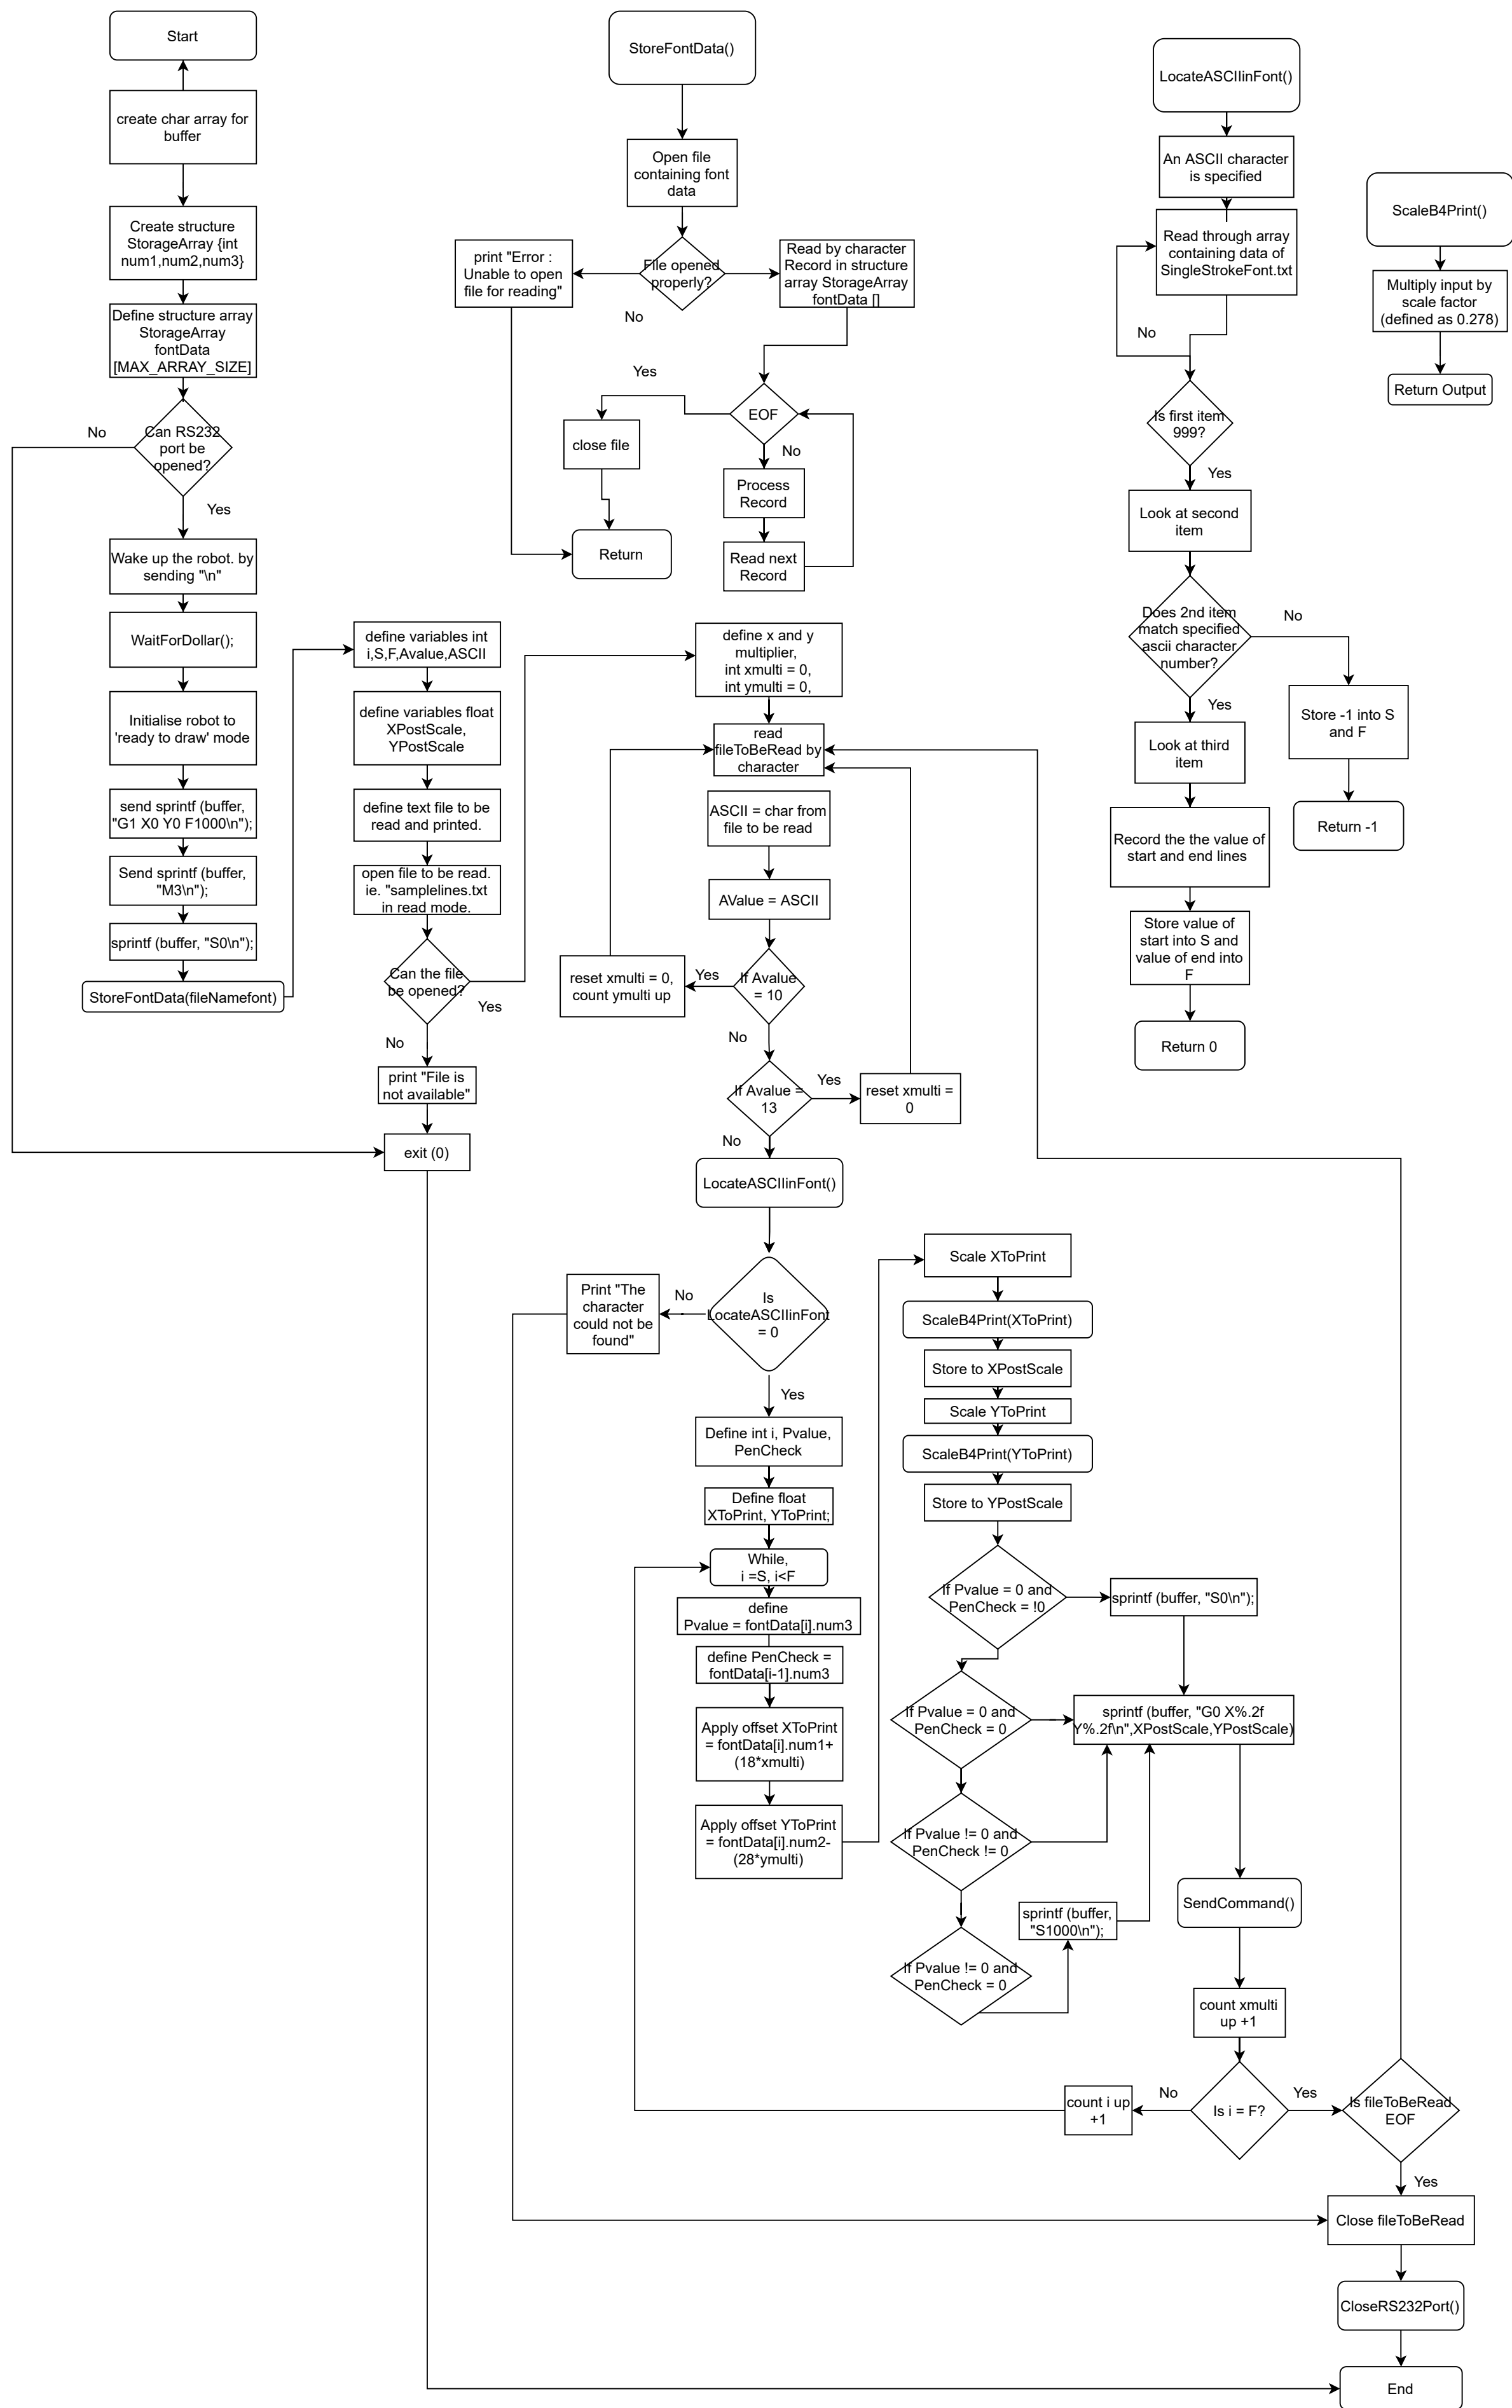 Start
create char array for
buffer
Create structure
StorageArray {int
num1,num2,num3}
Define structure array
StorageArray
fontData
[MAX_ARRAY_SIZE]
No
Can RS232
port be
opened?
Yes
Wake up the robot. by
sending "\n"
WaitForDollar();
Initialise robot to
'ready to draw' mode
send sprintf (buffer,
"G1 X0 Y0 F1000\n");
Send sprintf (buffer,
"M3\n");
sprintf (buffer, "S0\n");
StoreFontData(fileNamefont)
define variables int
i,S,F,Avalue,ASCII
define variables float
XPostScale,
YPostScale
define text file to be
read and printed.
open file to be read.
ie. "samplelines.txt
in read mode.
Can the file
be opened?
Yes
No
print "File is
not available"
exit (0)
StoreFontData()
Open file
containing font
data
print "Error :
Unable to open
file for reading"
File opened
properly?
No
Read by character
Record in structure
array StorageArray
fontData []
Yes
EOF
close file
No
Process
Record
Return
Read next
Record
define x and y
multiplier,
int xmulti = 0,
int ymulti = 0,
read
fileToBeRead by
character
ASCII = char from
file to be read
AValue = ASCII
reset xmulti = 0,
count ymulti up
Yes
If Avalue
= 10
No
If Avalue =
13
Yes
reset xmulti =
0
No
LocateASCIIinFont()
Print "The
character
could not be
found"
No
Is
LocateASCIIinFont
= 0
Yes
Define int i, Pvalue,
PenCheck
Define float
XToPrint, YToPrint;
While,
i =S, i<F
define
Pvalue = fontData[i].num3
define PenCheck =
fontData[i-1].num3
Apply offset XToPrint
= fontData[i].num1+
(18*xmulti)
Apply offset YToPrint
= fontData[i].num2-
(28*ymulti)
Scale XToPrint
ScaleB4Print(XToPrint)
Store to XPostScale
Scale YToPrint
ScaleB4Print(YToPrint)
Store to YPostScale
If Pvalue = 0 and
PenCheck = !0
sprintf (buffer, "S0\n");
If Pvalue = 0 and
PenCheck = 0
sprintf (buffer, "G0 X%.2f
Y%.2f\n",XPostScale,YPostScale)
If Pvalue != 0 and
PenCheck != 0
sprintf (buffer,
"S1000\n");
If Pvalue != 0 and
PenCheck = 0
SendCommand()
count xmulti
up +1
count i up
+1
No
Is i = F?
Yes
Is fileToBeRead
EOF
Yes
Close fileToBeRead
CloseRS232Port()
End
LocateASCIIinFont()
An ASCII character
is specified
Read through array
containing data of
SingleStrokeFont.txt
No
Is first item
999?
Yes
Look at second
item
Does 2nd item
match specified
ascii character
number?
No
Yes
Store -1 into S
and F
Return -1
Look at third
item
Record the the value of
start and end lines
Store value of
start into S and
value of end into
F
Return 0
ScaleB4Print()
Multiply input by
scale factor
(defined as 0.278)
Return Output